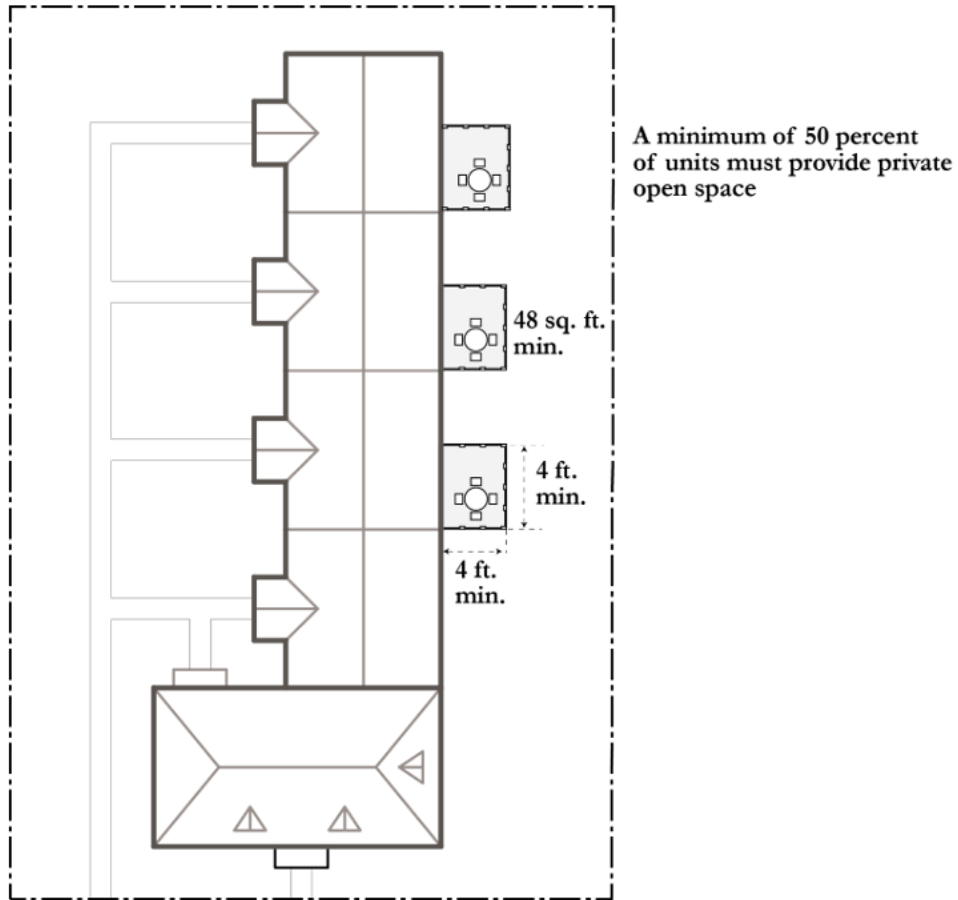 A minimum of 50 percent
of units must provide private
open space
48 sq. ft.
min.
4 ft.
min.
4 ft.
min.